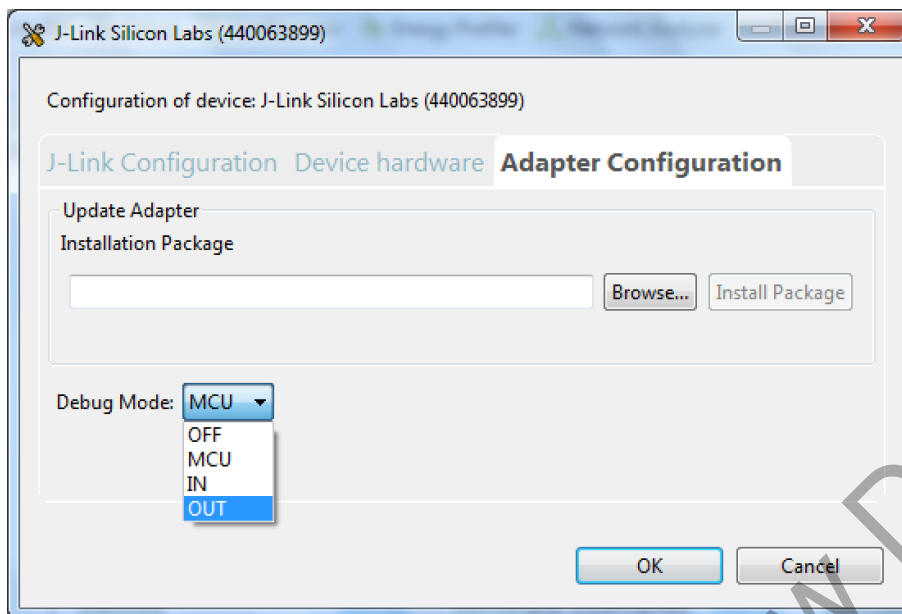 J-Link Silicon Labs (440063899)
Configuration of device: J-Link Silicon Labs (440063899)
J-Link Configuration Device hardware Adapter Configuration
Update Adapter
Installation Package
Browse... Install Package
Debug Mode: MCU
OFF
MCU
IN
OUT
OK Cancel